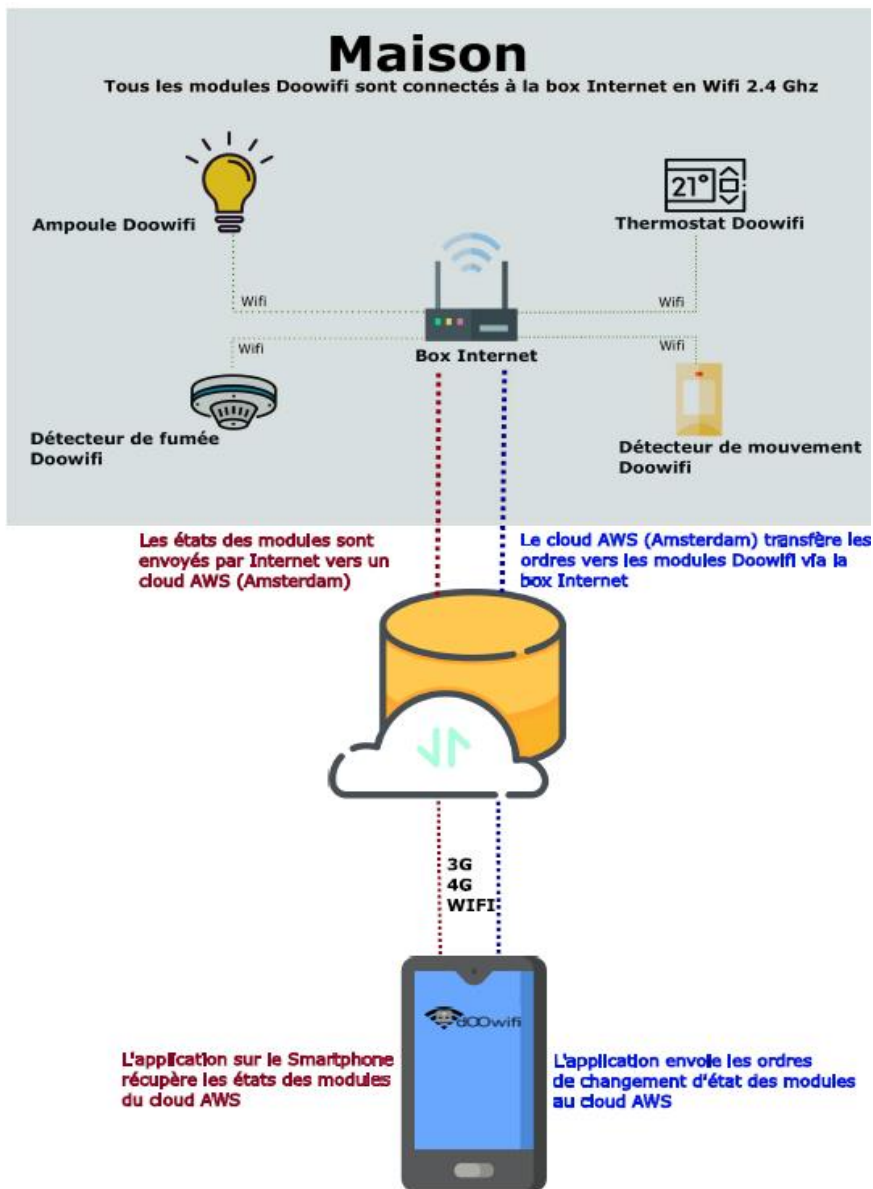 Maison
Tous les modules Doowifi sont connectés à la box Internet en Wifi 2.4 Ghz
21°
Ampoule Doowifi
Thermostat Doowifi
Wifi
Wifi
Wifi
Wifi
Box Internet
Détecteur de fumée
Doowifi
Détecteur de mouvement
Doowifi
Les états des modules sont
envoyés par Internet vers un
cloud AWS (Amsterdam)
Le cloud AWS (Amsterdam) transfère les
ordres vers les modules Doowifi via la
box Internet
3G
4G
WIFI
dOOwifi
L'application sur le Smartphone
récupère les états des modules
du cloud AWS
L'application envoie les ordres
de changement d'état des modules
au cloud AWS